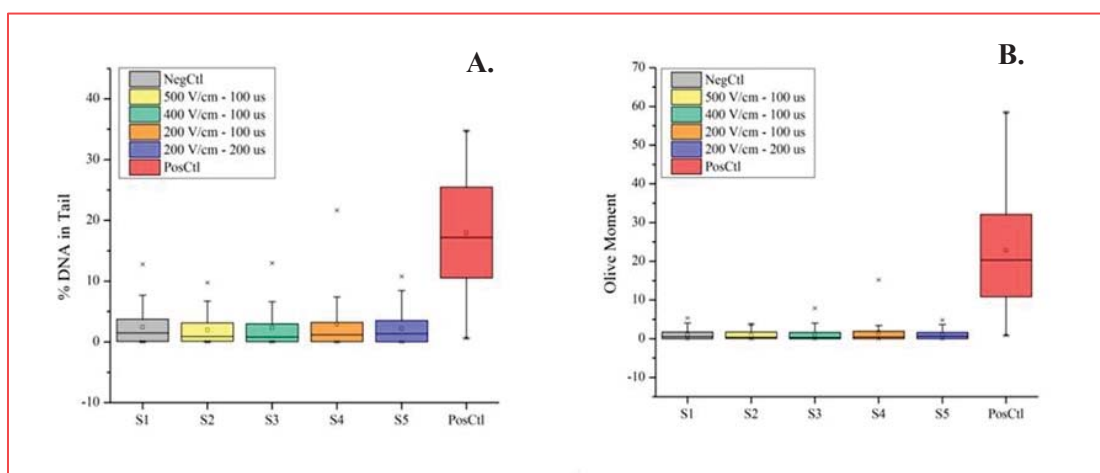 A.
NegCtl
500 V/cm - 100 us
400 V/cm - 100 us
200 V/cm - 100 us
200 V/cm - 200 us
PosCtl
% DNA in Tail
40
30
20
10
0
-10
S1 S2 S3 S4 S5 PosCtl
B.
NegCtl
500 V/cm - 100 us
400 V/cm - 100 us
200 V/cm - 100 us
200 V/cm - 200 us
PosCtl
Olive Moment
70
60
50
40
30
20
10
0
-10
S1 S2 S3 S4 S5 PosCtl